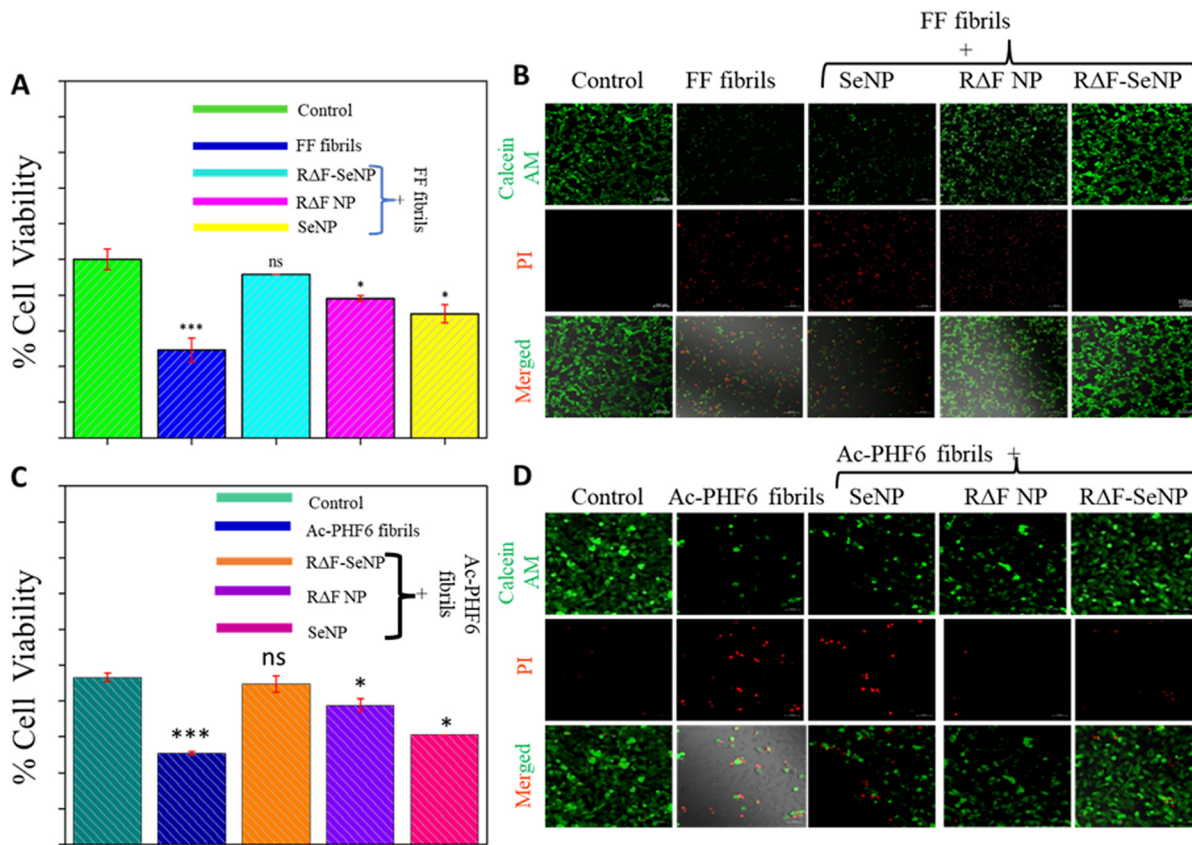 A
% Cell Viability
Control
FF fibrils
RΔF-SeNP
RΔF NP
SeNP
+
FF fibrils
***
ns
*
*
B
FF fibrils
+
Control
FF fibrils
SeNP
RΔF NP
RΔF-SeNP
Calcein
AM
PI
Merged
C
% Cell Viability
Control
Ac-PHF6 fibrils
RΔF-SeNP
RΔF NP
SeNP
+
Ac-PHF6
fibrils
***
ns
*
*
D
Ac-PHF6 fibrils +
Control
Ac-PHF6 fibrils
SeNP
RΔF NP
RΔF-SeNP
Calcein
AM
PI
Merged